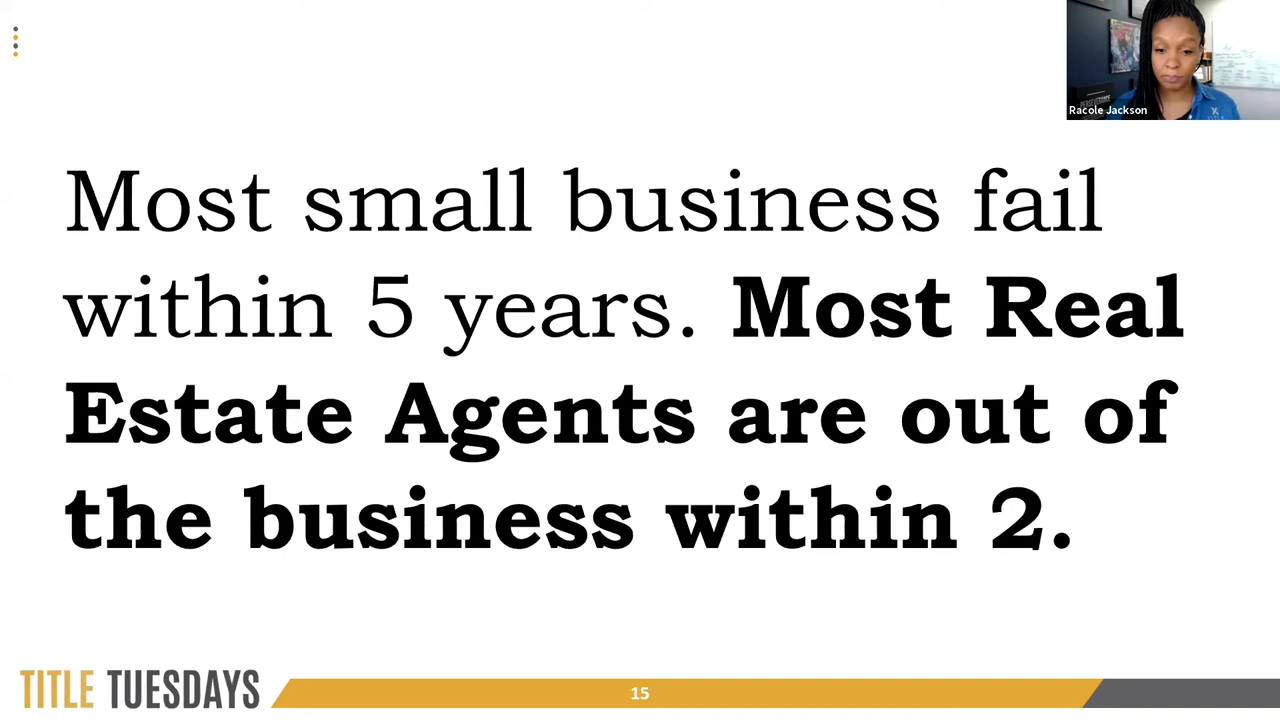 Most small business fail
within 5 years. Most Real
Estate Agents are out of
the business within 2.
Racole Jackson
PERSEVERANCE
TITLE TUESDAYS
15